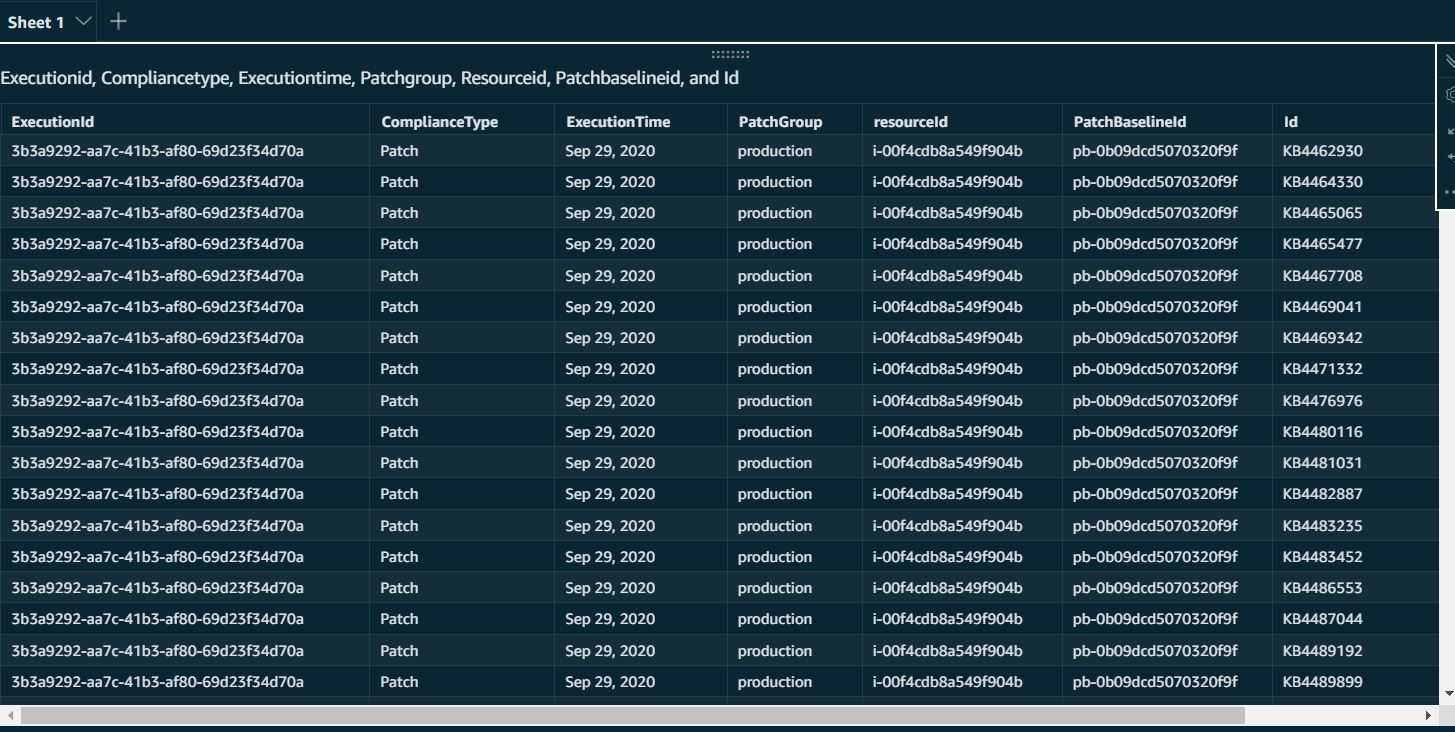 Sheet 1
Executionid, Compliancetype, Executiontime, Patchgroup, Resourceid, Patchbaselineid, and Id
ExecutionId ComplianceType ExecutionTime PatchGroup resourceId PatchBaselineId Id
3b3a9292-aa7c-41b3-af80-69d23f34d70a Patch Sep 29, 2020 production i-00f4cdb8a549f904b pb-0b09dcd5070320f9f KB4462930
3b3a9292-aa7c-41b3-af80-69d23f34d70a Patch Sep 29, 2020 production i-00f4cdb8a549f904b pb-0b09dcd5070320f9f KB4464330
3b3a9292-aa7c-41b3-af80-69d23f34d70a Patch Sep 29, 2020 production i-00f4cdb8a549f904b pb-0b09dcd5070320f9f KB4465065
3b3a9292-aa7c-41b3-af80-69d23f34d70a Patch Sep 29, 2020 production i-00f4cdb8a549f904b pb-0b09dcd5070320f9f KB4465477
3b3a9292-aa7c-41b3-af80-69d23f34d70a Patch Sep 29, 2020 production i-00f4cdb8a549f904b pb-0b09dcd5070320f9f KB4467708
3b3a9292-aa7c-41b3-af80-69d23f34d70a Patch Sep 29, 2020 production i-00f4cdb8a549f904b pb-0b09dcd5070320f9f KB4469041
3b3a9292-aa7c-41b3-af80-69d23f34d70a Patch Sep 29, 2020 production i-00f4cdb8a549f904b pb-0b09dcd5070320f9f KB4469342
3b3a9292-aa7c-41b3-af80-69d23f34d70a Patch Sep 29, 2020 production i-00f4cdb8a549f904b pb-0b09dcd5070320f9f KB4471332
3b3a9292-aa7c-41b3-af80-69d23f34d70a Patch Sep 29, 2020 production i-00f4cdb8a549f904b pb-0b09dcd5070320f9f KB4476976
3b3a9292-aa7c-41b3-af80-69d23f34d70a Patch Sep 29, 2020 production i-00f4cdb8a549f904b pb-0b09dcd5070320f9f KB4480116
3b3a9292-aa7c-41b3-af80-69d23f34d70a Patch Sep 29, 2020 production i-00f4cdb8a549f904b pb-0b09dcd5070320f9f KB4481031
3b3a9292-aa7c-41b3-af80-69d23f34d70a Patch Sep 29, 2020 production i-00f4cdb8a549f904b pb-0b09dcd5070320f9f KB4482887
3b3a9292-aa7c-41b3-af80-69d23f34d70a Patch Sep 29, 2020 production i-00f4cdb8a549f904b pb-0b09dcd5070320f9f KB4483235
3b3a9292-aa7c-41b3-af80-69d23f34d70a Patch Sep 29, 2020 production i-00f4cdb8a549f904b pb-0b09dcd5070320f9f KB4483452
3b3a9292-aa7c-41b3-af80-69d23f34d70a Patch Sep 29, 2020 production i-00f4cdb8a549f904b pb-0b09dcd5070320f9f KB4486553
3b3a9292-aa7c-41b3-af80-69d23f34d70a Patch Sep 29, 2020 production i-00f4cdb8a549f904b pb-0b09dcd5070320f9f KB4487044
3b3a9292-aa7c-41b3-af80-69d23f34d70a Patch Sep 29, 2020 production i-00f4cdb8a549f904b pb-0b09dcd5070320f9f KB4489192
3b3a9292-aa7c-41b3-af80-69d23f34d70a Patch Sep 29, 2020 production i-00f4cdb8a549f904b pb-0b09dcd5070320f9f KB4489899